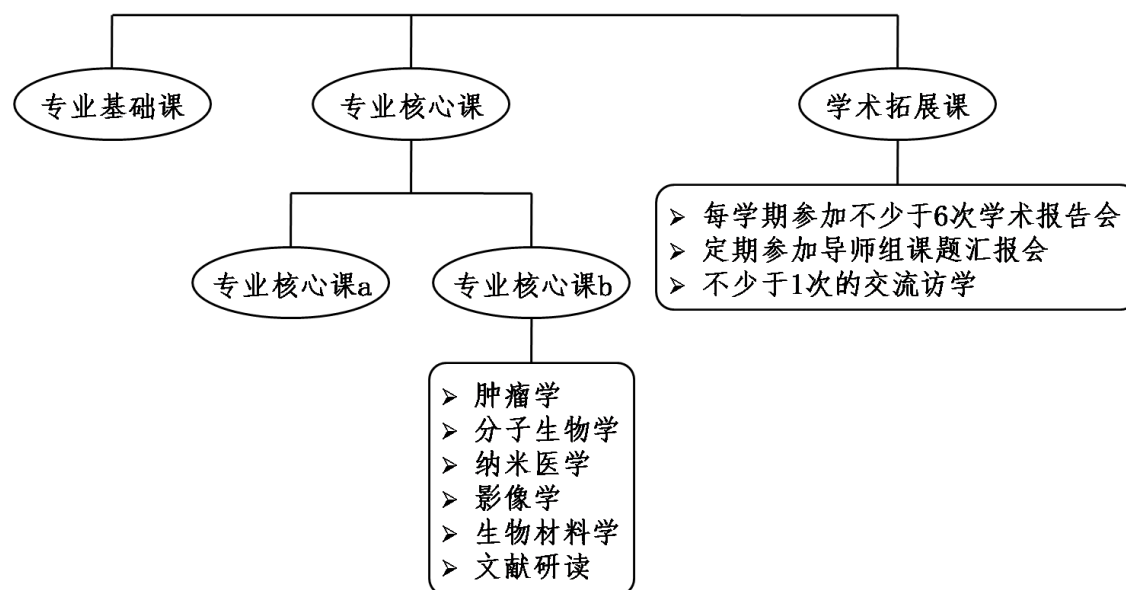 专业基础课
专业核心课
学术拓展课
➢ 每学期参加不少于6次学术报告会
➢ 定期参加导师组课题汇报会
➢ 不少于1次的交流访学
专业核心课a
专业核心课b
➢ 肿瘤学
➢ 分子生物学
➢ 纳米医学
➢ 影像学
➢ 生物材料学
➢ 文献研读